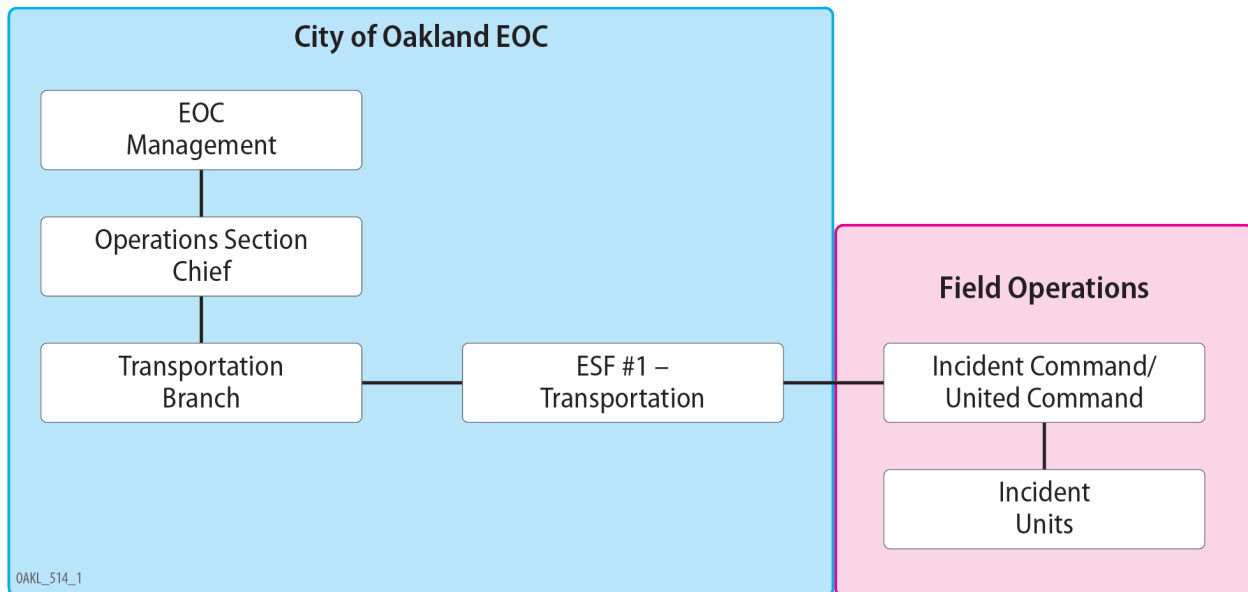 City of Oakland EOC
EOC
Management
Operations Section
Chief
Transportation
Branch
ESF #1 –
Transportation
Field Operations
Incident Command/
United Command
Incident
Units
OAKL_514_1